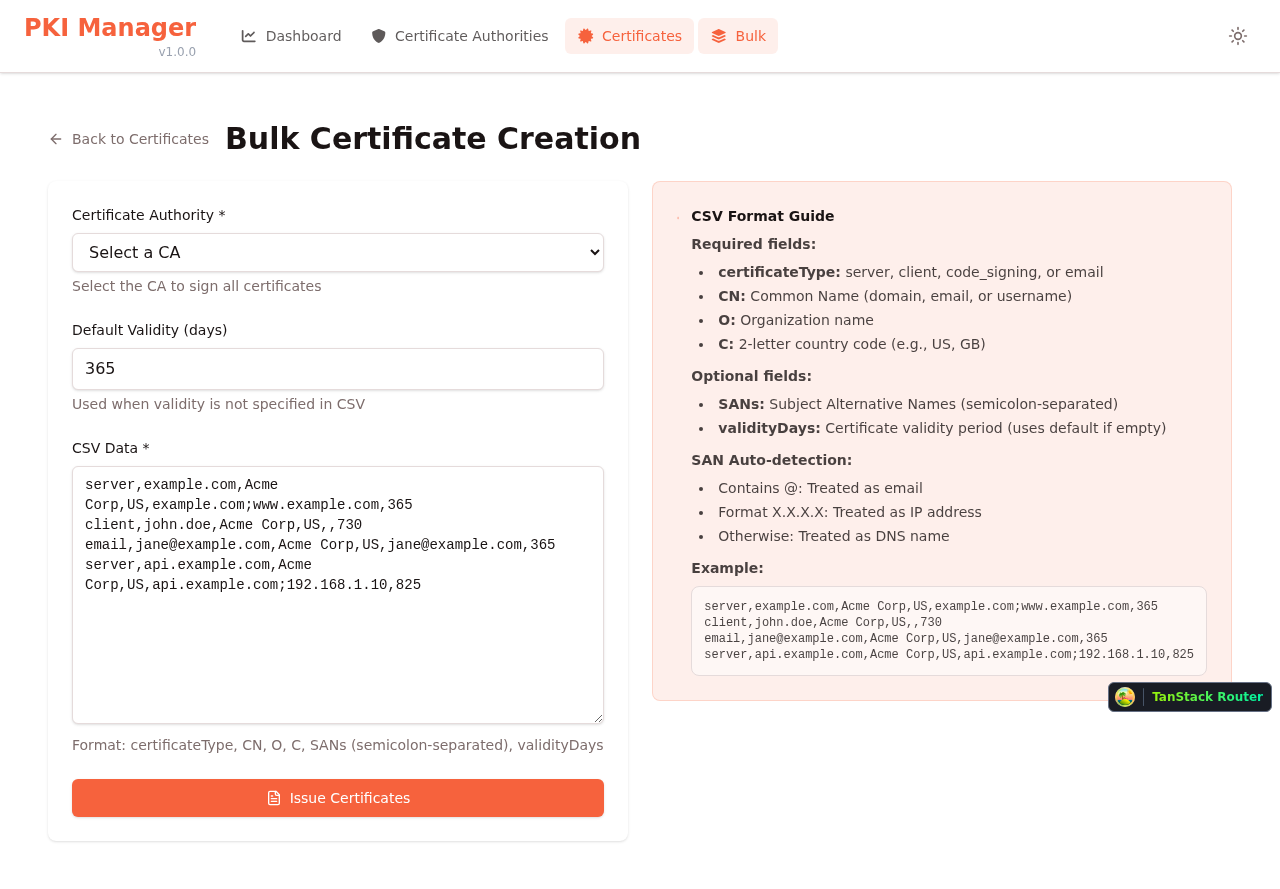 PKI Manager
v1.0.0
Dashboard
Certificate Authorities
Certificates
Bulk
Back to Certificates
Bulk Certificate Creation
Certificate Authority *
Select a CA
Select the CA to sign all certificates
Default Validity (days)
365
Used when validity is not specified in CSV
CSV Data *
server,example.com,Acme
Corp,US,example.com;www.example.com,365
client,john.doe,Acme Corp,US,,730
email,jane@example.com,Acme Corp,US,jane@example.com,365
server,api.example.com,Acme
Corp,US,api.example.com;192.168.1.10,825
Format: certificateType, CN, O, C, SANs (semicolon-separated), validityDays
Issue Certificates
CSV Format Guide
Required fields:
• certificateType: server, client, code_signing, or email
• CN: Common Name (domain, email, or username)
• O: Organization name
• C: 2-letter country code (e.g., US, GB)
Optional fields:
• SANs: Subject Alternative Names (semicolon-separated)
• validityDays: Certificate validity period (uses default if empty)
SAN Auto-detection:
• Contains @: Treated as email
• Format X.X.X.X: Treated as IP address
• Otherwise: Treated as DNS name
Example:
server,example.com,Acme Corp,US,example.com;www.example.com,365
client,john.doe,Acme Corp,US,,730
email,jane@example.com,Acme Corp,US,jane@example.com,365
server,api.example.com,Acme Corp,US,api.example.com;192.168.1.10,825
TanStack Router